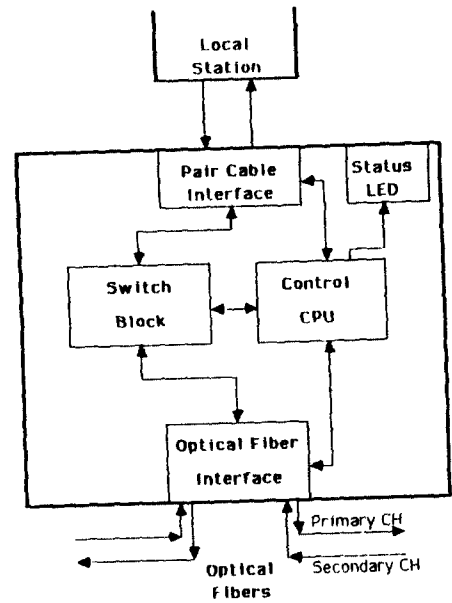 Local
Station
Pair Cable
Interface
Status
LED
Switch
Block
Control
CPU
Optical Fiber
Interface
Primary CH
Secondary CH
Optical
Fibers